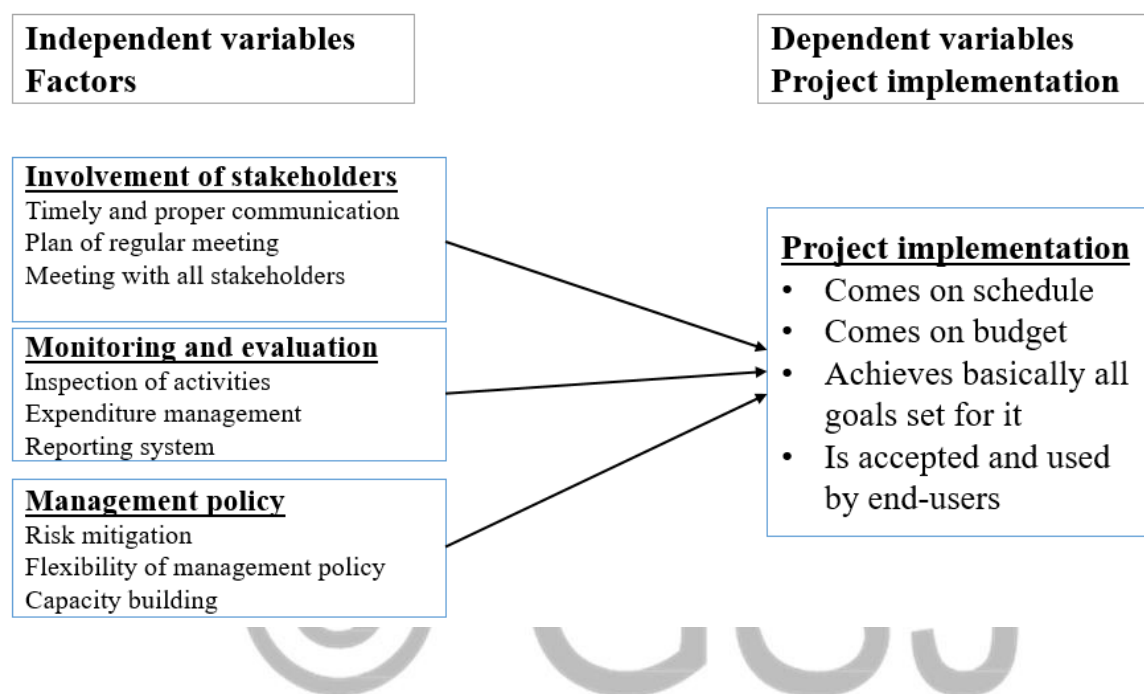 Independent variables
Factors
Dependent variables
Project implementation
Involvement of stakeholders
Timely and proper communication
Plan of regular meeting
Meeting with all stakeholders
Monitoring and evaluation
Inspection of activities
Expenditure management
Reporting system
Management policy
Risk mitigation
Flexibility of management policy
Capacity building
Project implementation
• Comes on schedule
• Comes on budget
• Achieves basically all
goals set for it
• Is accepted and used
by end-users